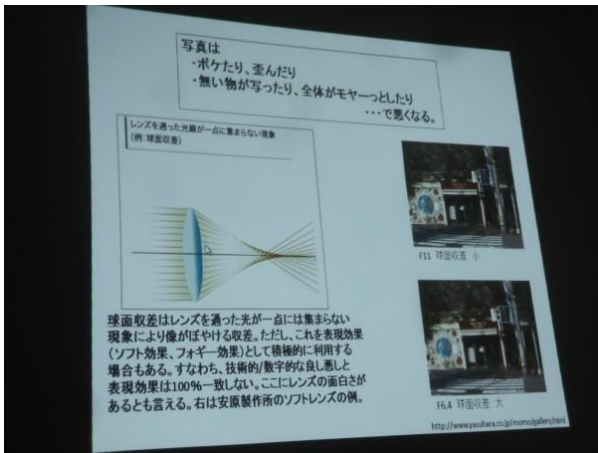 写真は
・ボケたり、歪んだり
・無い物が写ったり、全体がモヤーっとしたり
・・・で悪くなる。
レンズを通った光線が一点に集まらない現象
(例:球面収差)
球面収差はレンズを通った光が一点には集まらない
現象により像がぼやける収差。ただし、これを表現効果
(ソフト効果、フォギー効果)として積極的に利用する
場合もある。すなわち、技術的/数字的な良し悪しと
表現効果は100%一致しない。ここにレンズの面白さが
あるとも言える。右は安原製作所のソフトレンズの例。
F11 球面収差 小
F6.4 球面収差 大
http://www.yasuhara.co.jp/momo/gallery.html